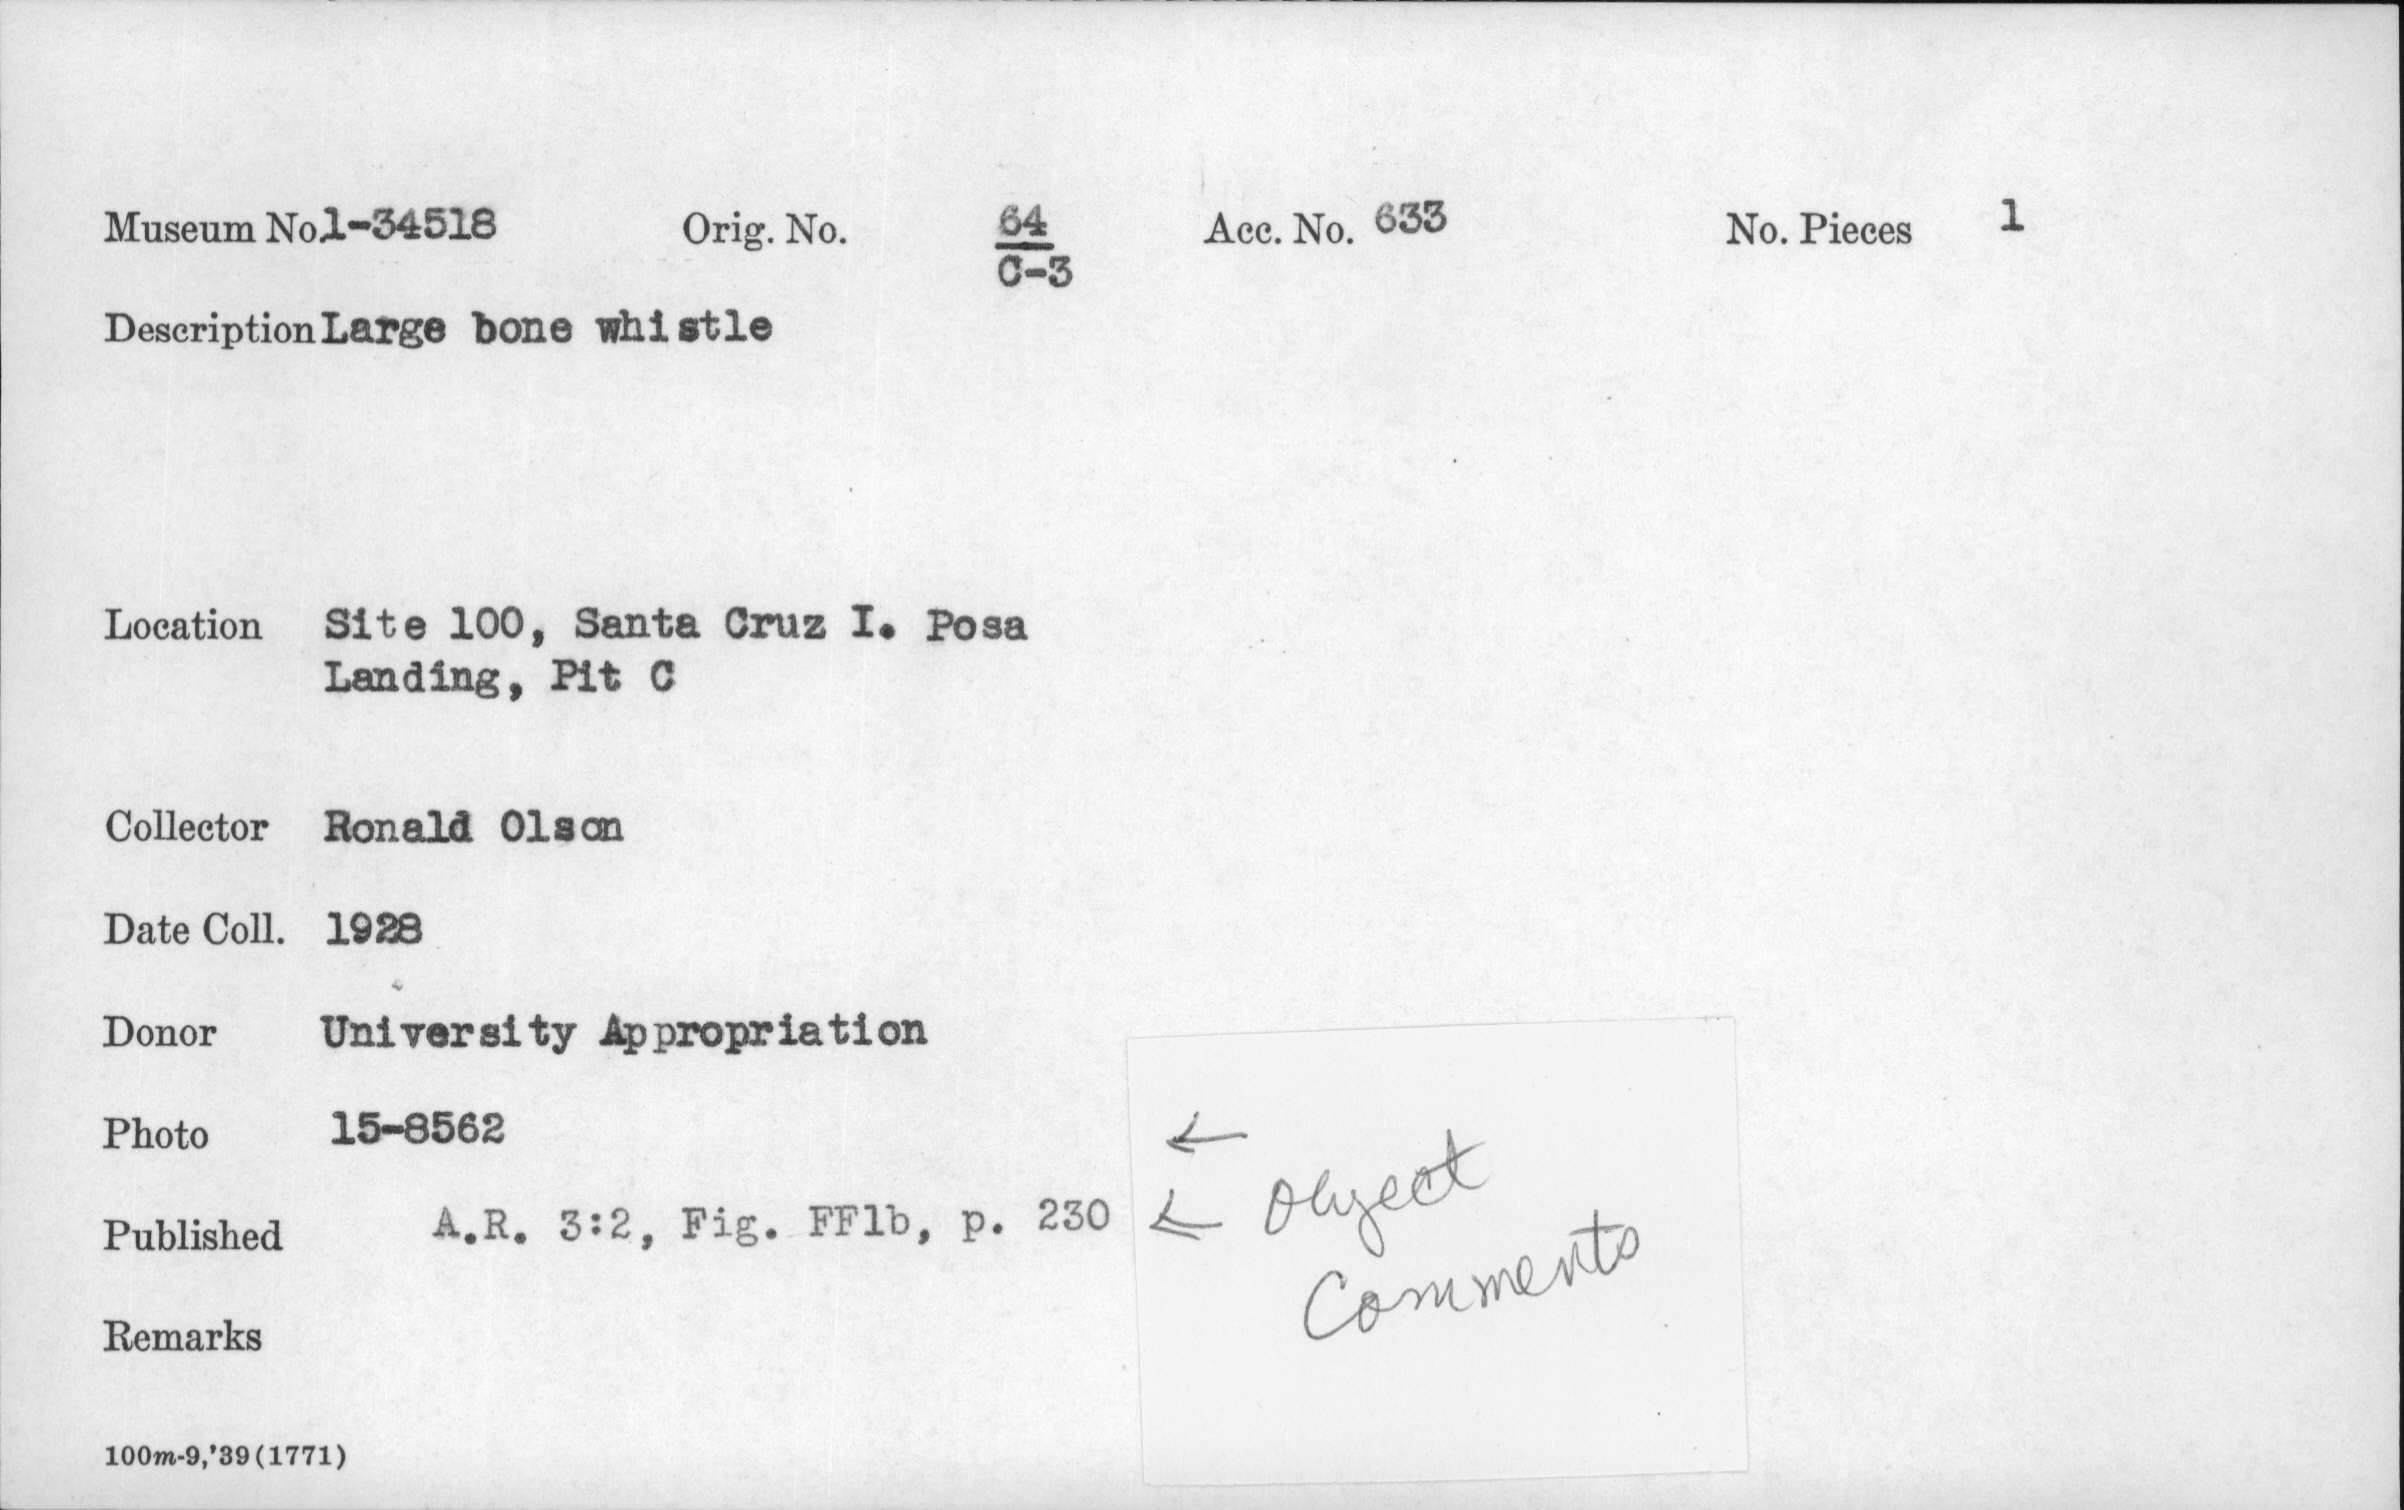 Museum No. 1-34518 Orig. No. 64 Acc. No. 633 No. Pieces 1
C-3
Description Large bone whistle
Location Site 100, Santa Cruz I. Posa
Landing, Pit C
Collector Ronald Olson
Date Coll. 1928
Donor University Appropriation
Photo 15-8562
←
Published A.R. 3:2, Fig. FF1b, p. 230 ← Object
Comments
Remarks
100m-9,'39(1771)